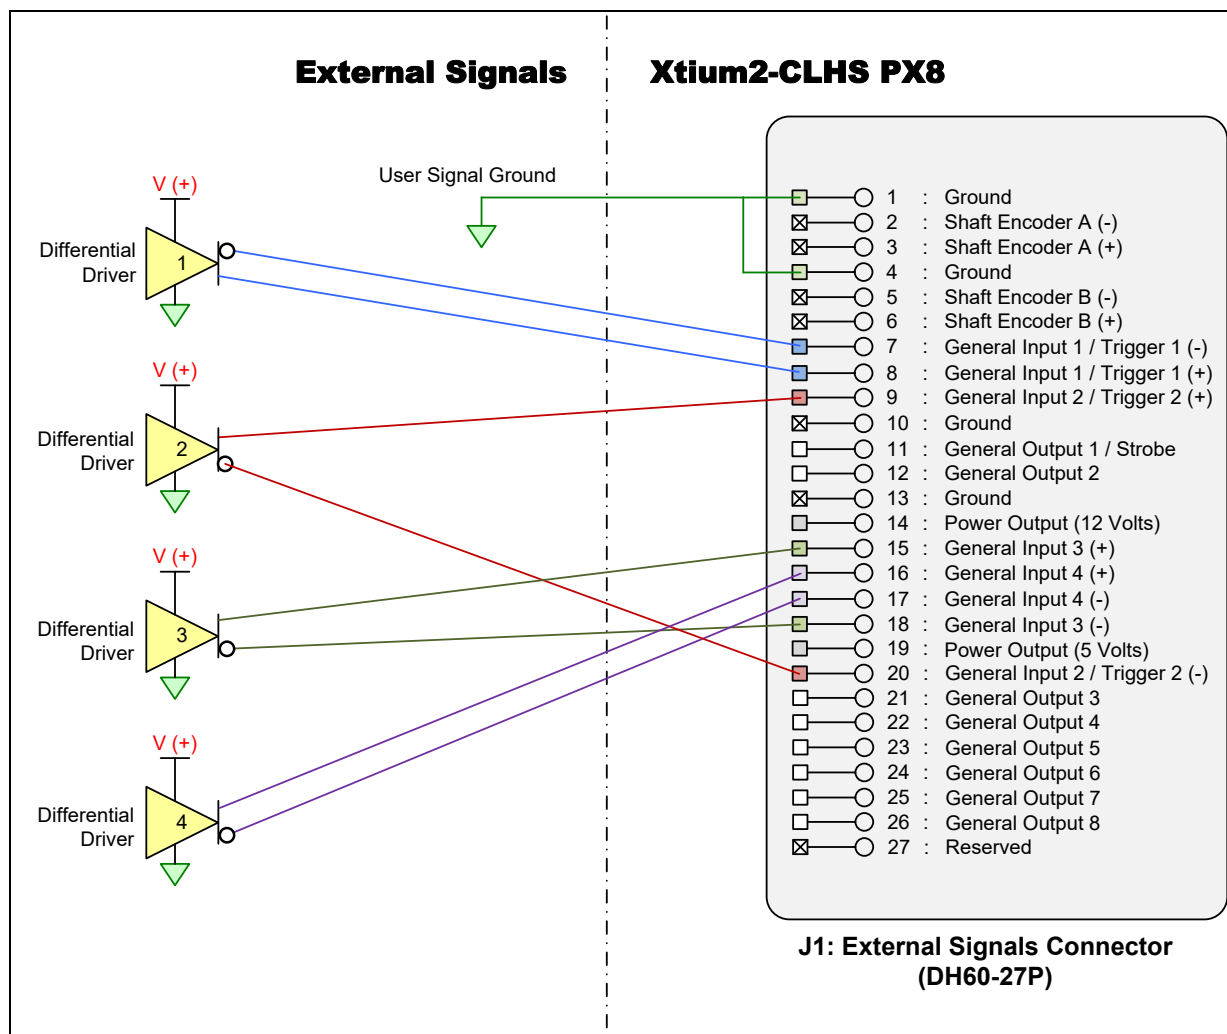 External Signals
Xtium2-CLHS PX8
User Signal Ground
V (+)
Differential
Driver
1
V (+)
Differential
Driver
2
V (+)
Differential
Driver
3
V (+)
Differential
Driver
4
1 : Ground
2 : Shaft Encoder A (-)
3 : Shaft Encoder A (+)
4 : Ground
5 : Shaft Encoder B (-)
6 : Shaft Encoder B (+)
7 : General Input 1 / Trigger 1 (-)
8 : General Input 1 / Trigger 1 (+)
9 : General Input 2 / Trigger 2 (+)
10 : Ground
11 : General Output 1 / Strobe
12 : General Output 2
13 : Ground
14 : Power Output (12 Volts)
15 : General Input 3 (+)
16 : General Input 4 (+)
17 : General Input 4 (-)
18 : General Input 3 (-)
19 : Power Output (5 Volts)
20 : General Input 2 / Trigger 2 (-)
21 : General Output 3
22 : General Output 4
23 : General Output 5
24 : General Output 6
25 : General Output 7
26 : General Output 8
27 : Reserved
J1: External Signals Connector
(DH60-27P)